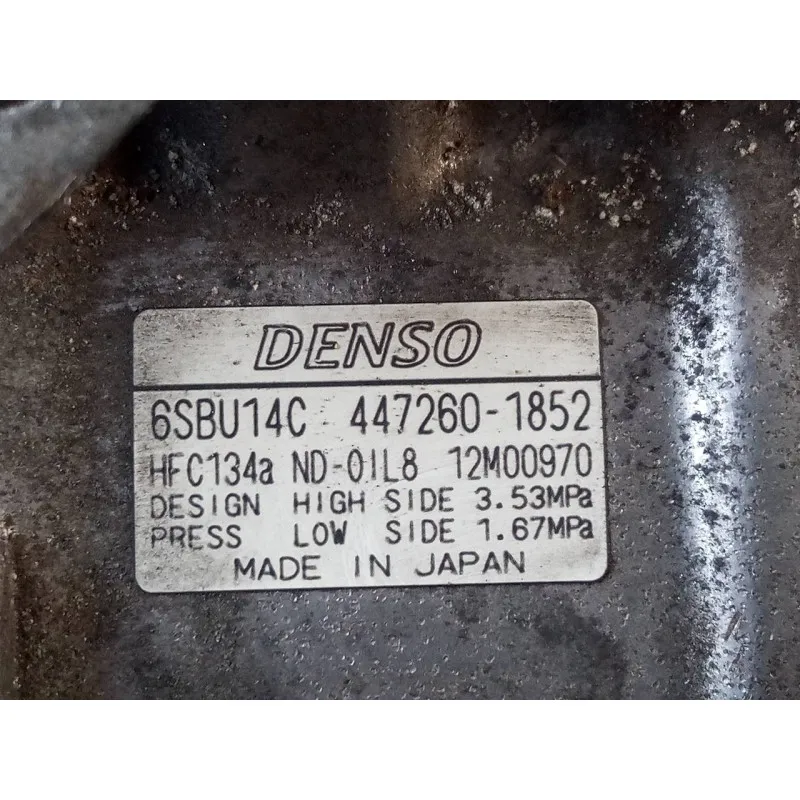 DENSO
6SBU14C 447260-1852
HFC134a ND-OIL8 12M00970
DESIGN HIGH SIDE 3.53MPa
PRESS LOW SIDE 1.67MPa
MADE IN JAPAN